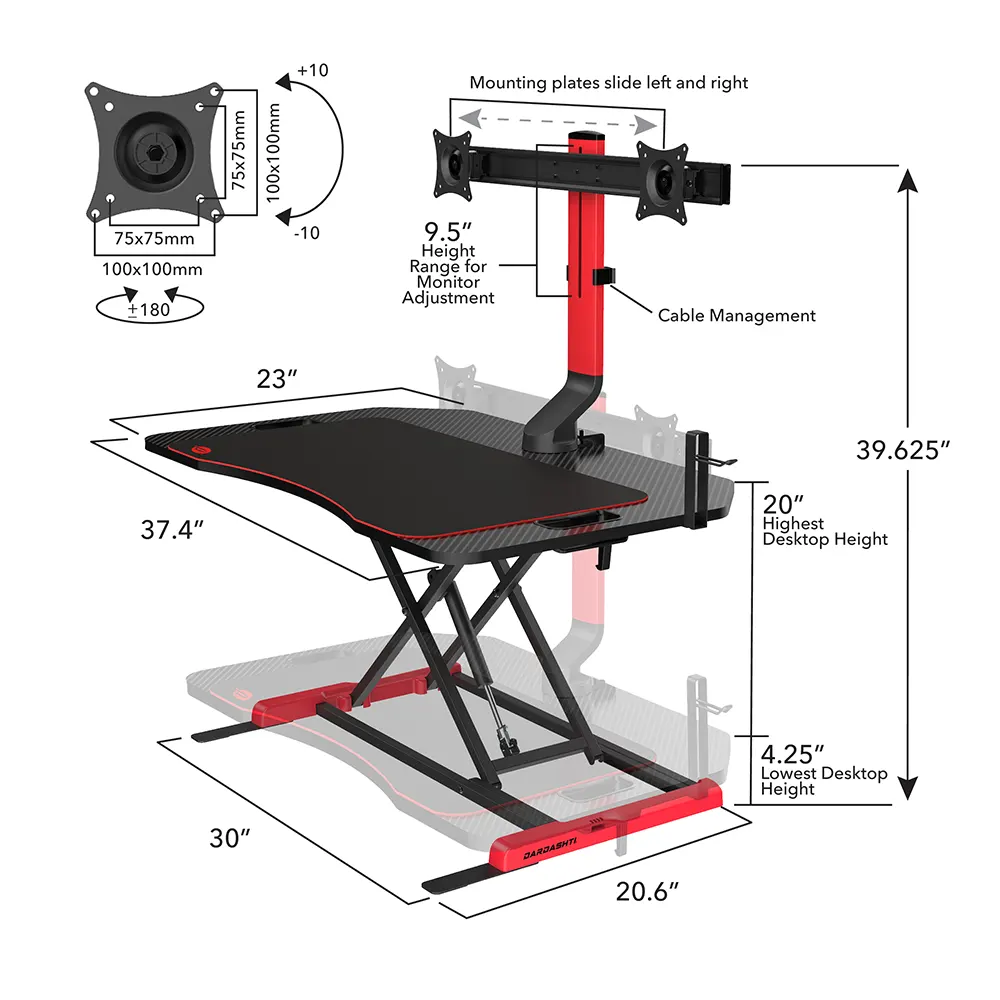 +10
75x75mm
100x100mm
-10
75x75mm
100x100mm
±180
Mounting plates slide left and right
9.5”
Height
Range for
Monitor
Adjustment
Cable Management
23”
37.4”
39.625”
20”
Highest
Desktop Height
4.25”
Lowest Desktop
Height
30”
DARDASHTI
20.6”